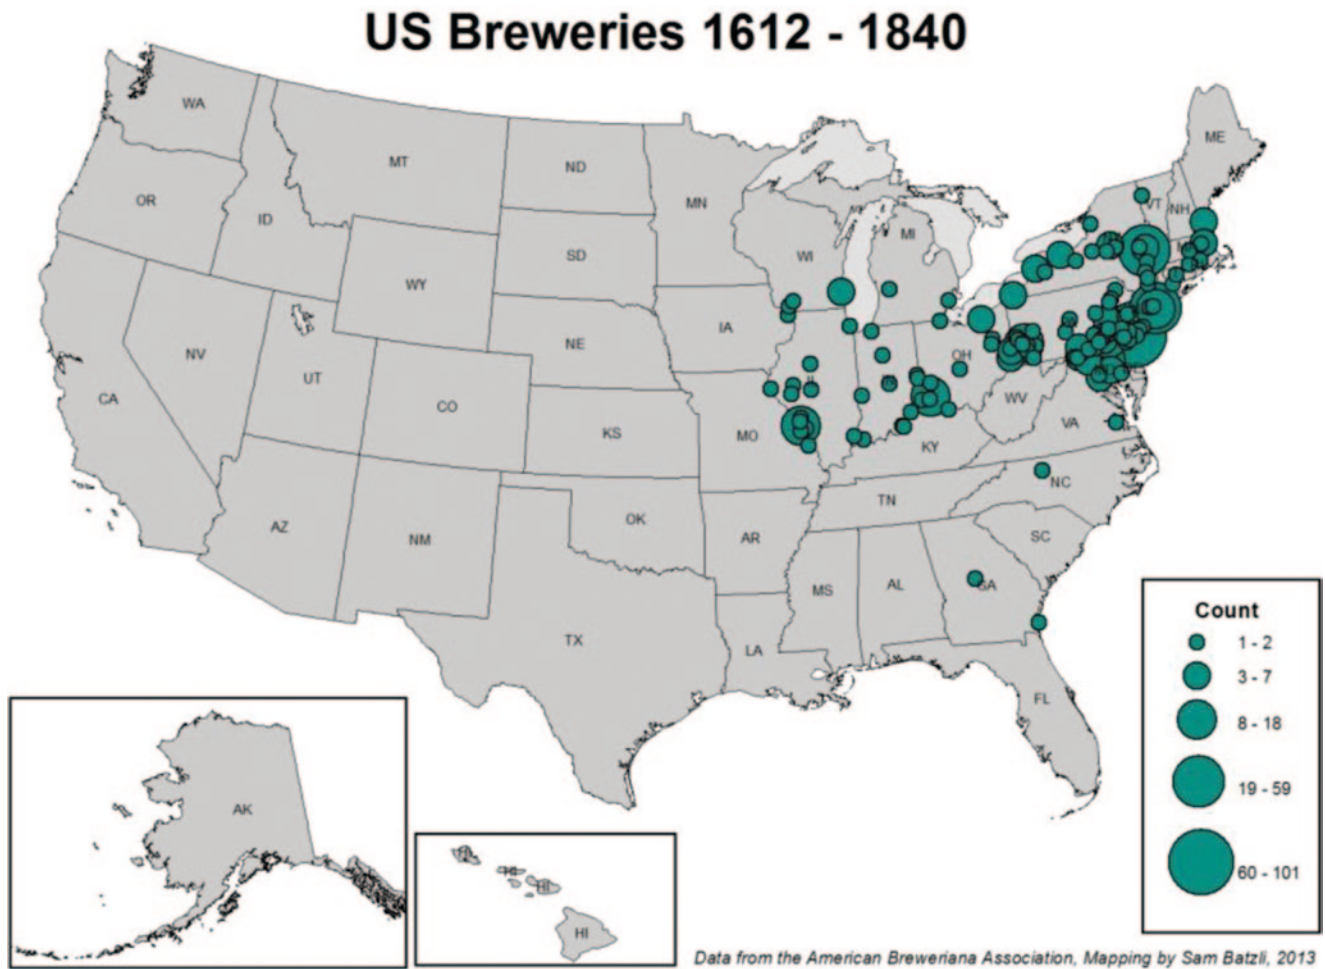 US Breweries 1612 - 1840
WA
OR
ID
MT
ND
SD
MN
WI
MI
ME
VT
NH
WY
NE
IA
NV
UT
CO
CA
KS
MO
OH
WV
VA
KY
TN
NC
SC
AZ
NM
OK
AR
MS
AL
GA
TX
LA
FL
AK
HI
HI
HI
HI
Count
1 - 2
3 - 7
8 - 18
19 - 59
60 - 101
Data from the American Breweriana Association, Mapping by Sam Batzli, 2013